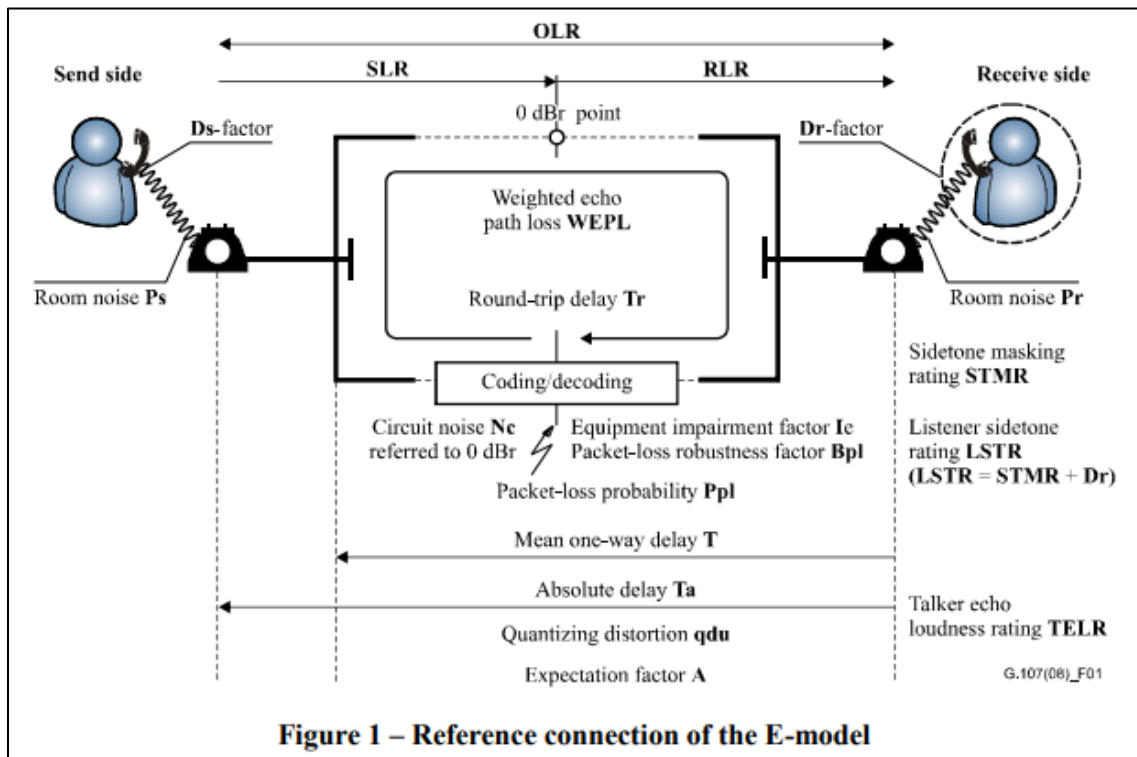 OLR
Send side
SLR
RLR
Receive side
0 dBr point
Ds-factor
Dr-factor
Weighted echo
path loss WEPL
Room noise Ps
Round-trip delay Tr
Room noise Pr
Coding/decoding
Sidetone masking
rating STMR
Circuit noise Nc
referred to 0 dBr
Equipment impairment factor Ie
Packet-loss robustness factor Bpl
Listener sidetone
rating LSTR
(LSTR = STMR + Dr)
Packet-loss probability Ppl
Mean one-way delay T
Absolute delay Ta
Talker echo
loudness rating TELR
Quantizing distortion qdu
Expectation factor A
G.107(08)_F01
Figure 1 – Reference connection of the E-model